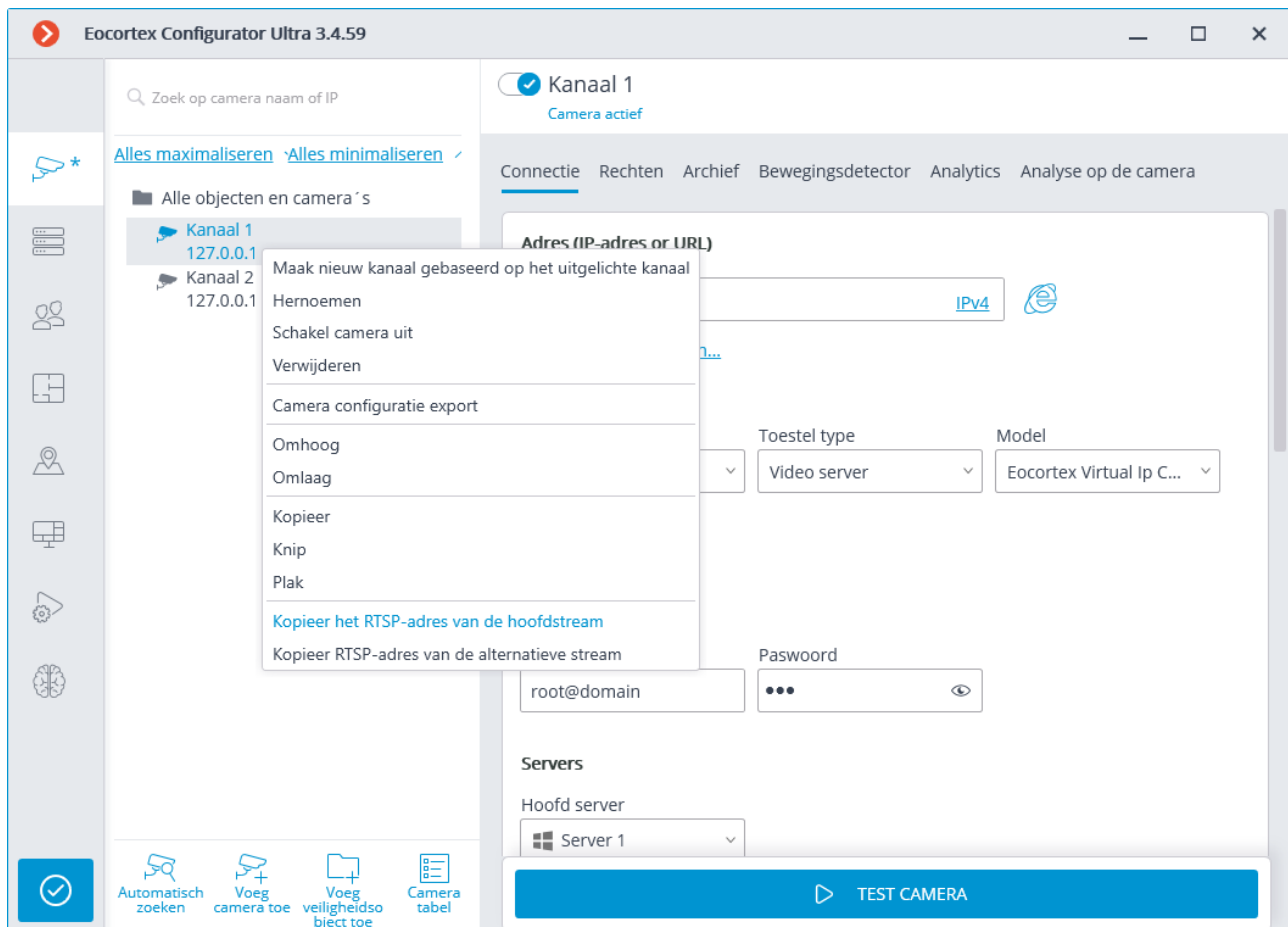 Eocortex Configurator Ultra 3.4.59
Zoek op camera naam of IP
Alles maximaliseren Alles minimaliseren
Alle objecten en camera´s
Kanaal 1
127.0.0.1
Kanaal 2
127.0.0.1
Maak nieuw kanaal gebaseerd op het uitgelichte kanaal
Hernoemen
Schakel camera uit
Verwijderen
Camera configuratie export
Omhoog
Omlaag
Kopieer
Knip
Plak
Kopieer het RTSP-adres van de hoofdstream
Kopieer RTSP-adres van de alternatieve stream
Automatisch
zoeken
Voeg
camera toe
Voeg
veiligheidso
bject toe
Camera
tabel
Kanaal 1
Camera actief
Connectie Rechten Archief Bewegingsdetector Analytics Analyse op de camera
Adres (IP-adres or URL)
IPv4
n...
Toestel type Model
Video server Eocortex Virtual Ip C...
Paswoord
root@domain
Servers
Hoofd server
Server 1
TEST CAMERA